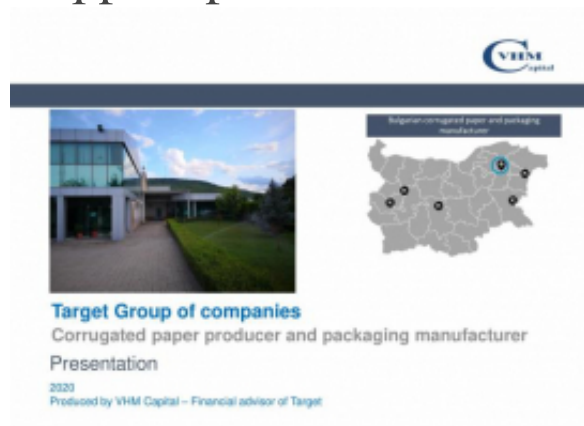 VHM
Capital
Bulgarian corrugated paper and packaging
manufacturer
Target Group of companies
Corrugated paper producer and packaging manufacturer
Presentation
2020
Produced by VHM Capital – Financial advisor of Target